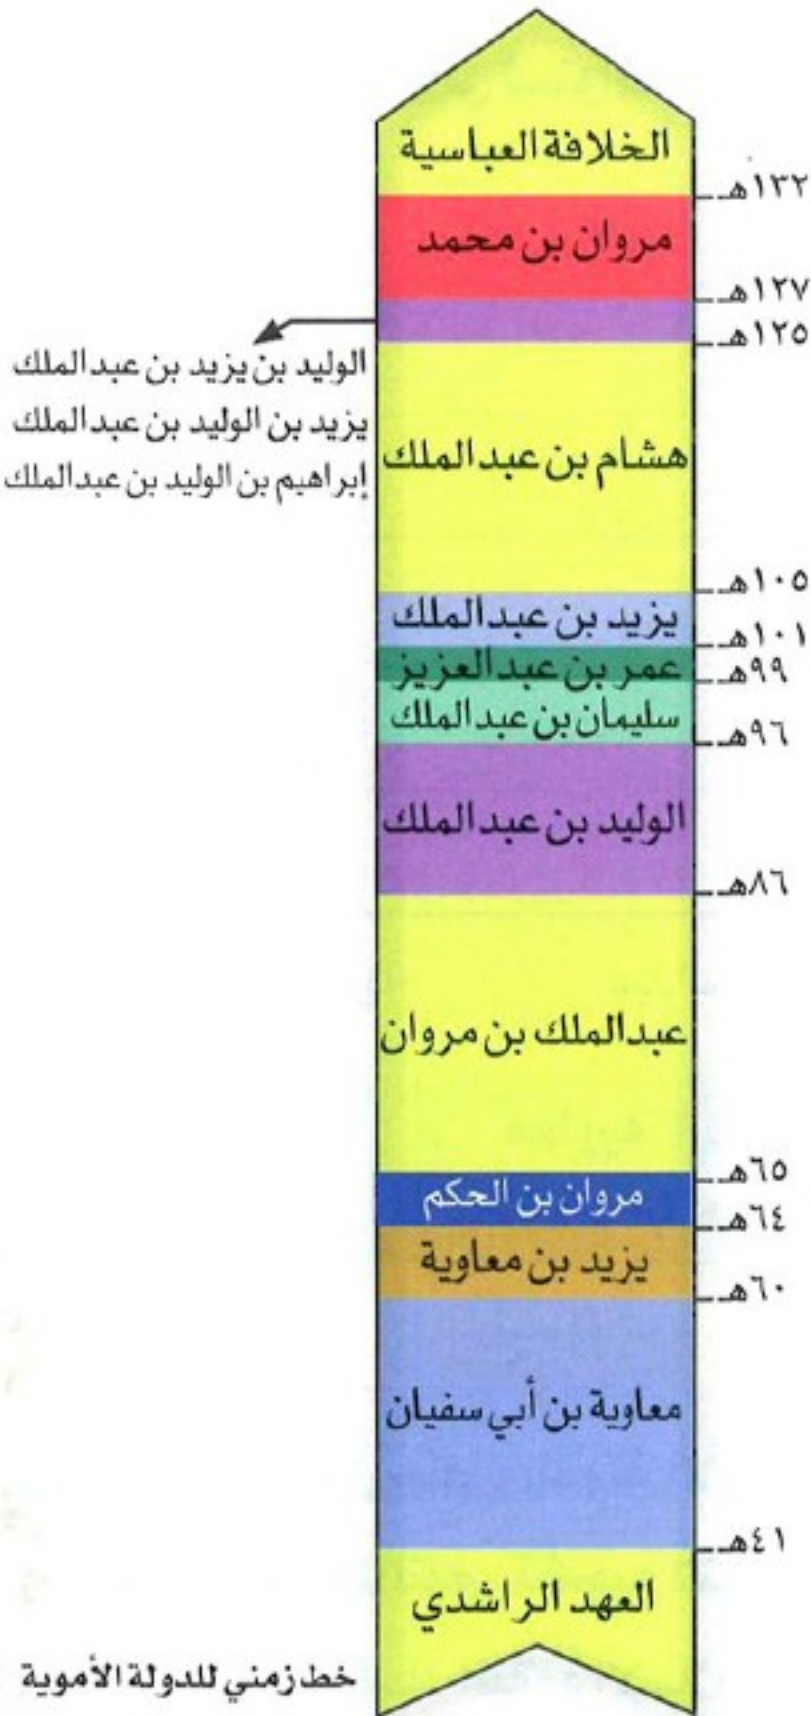 الخلافة العباسية
١٣٢هـ
مروان بن محمد
١٢٧هـ
١٢٥هـ
الوليد بن يزيد بن عبد الملك
يزيد بن الوليد بن عبد الملك
إبراهيم بن الوليد بن عبد الملك
هشام بن عبد الملك
١٠٥هـ
يزيد بن عبد الملك
١٠١هـ
عمر بن عبد العزيز
٩٩هـ
سليمان بن عبد الملك
٩٦هـ
الوليد بن عبد الملك
٨٦هـ
عبد الملك بن مروان
٦٥هـ
مروان بن الحكم
٦٤هـ
يزيد بن معاوية
٦٠هـ
معاوية بن أبي سفيان
٤١هـ
العهد الراشدي
خط زمني للدولة الأموية